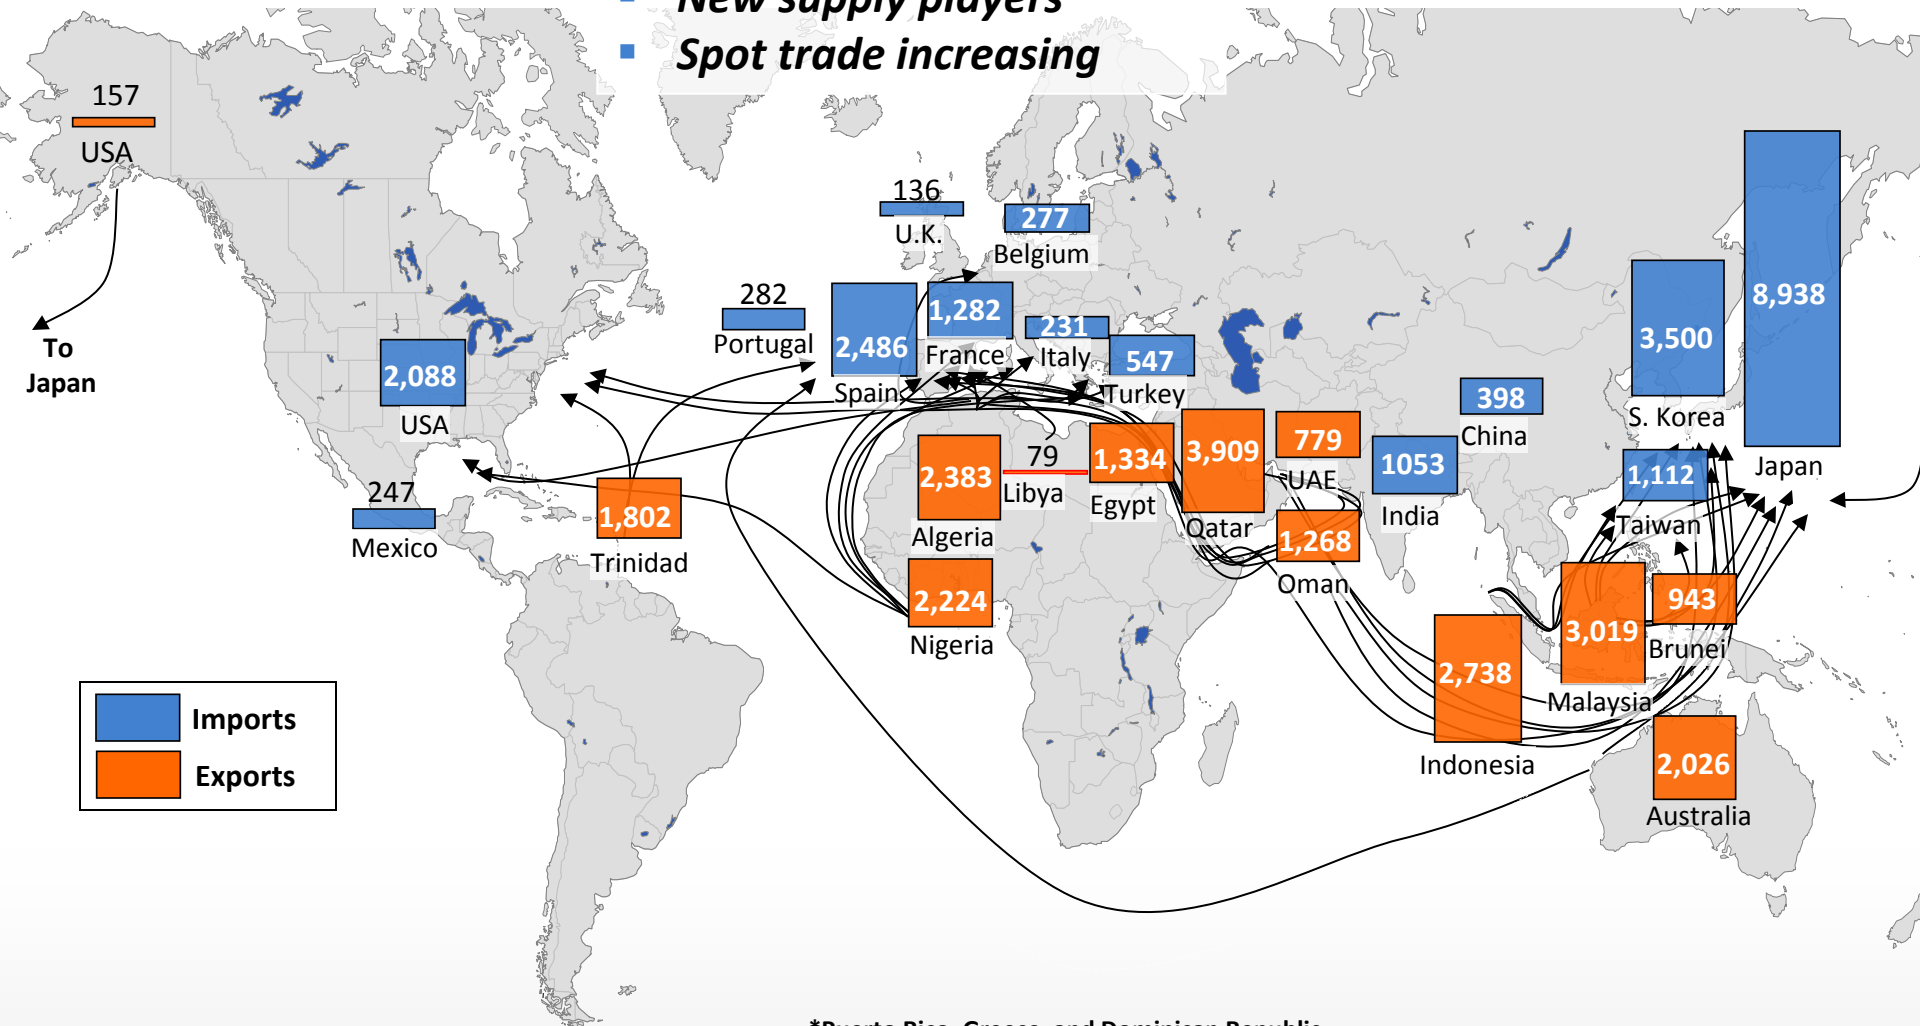 New supply players
Spot trade increasing
157
USA
To
Japan
136
U.K.
277
Belgium
282
Portugal
2,486
Spain
1,282
France
231
Italy
547
Turkey
2,088
USA
247
Mexico
1,802
Trinidad
2,383
Algeria
79
Libya
1,334
Egypt
3,909
Qatar
779
UAE
1,268
Oman
1053
India
398
China
3,500
S. Korea
8,938
Japan
1,112
Taiwan
2,224
Nigeria
2,738
Indonesia
3,019
Malaysia
943
Brunei
2,026
Australia
Imports
Exports
*Puerto Rico, Greece, and Dominican Republic